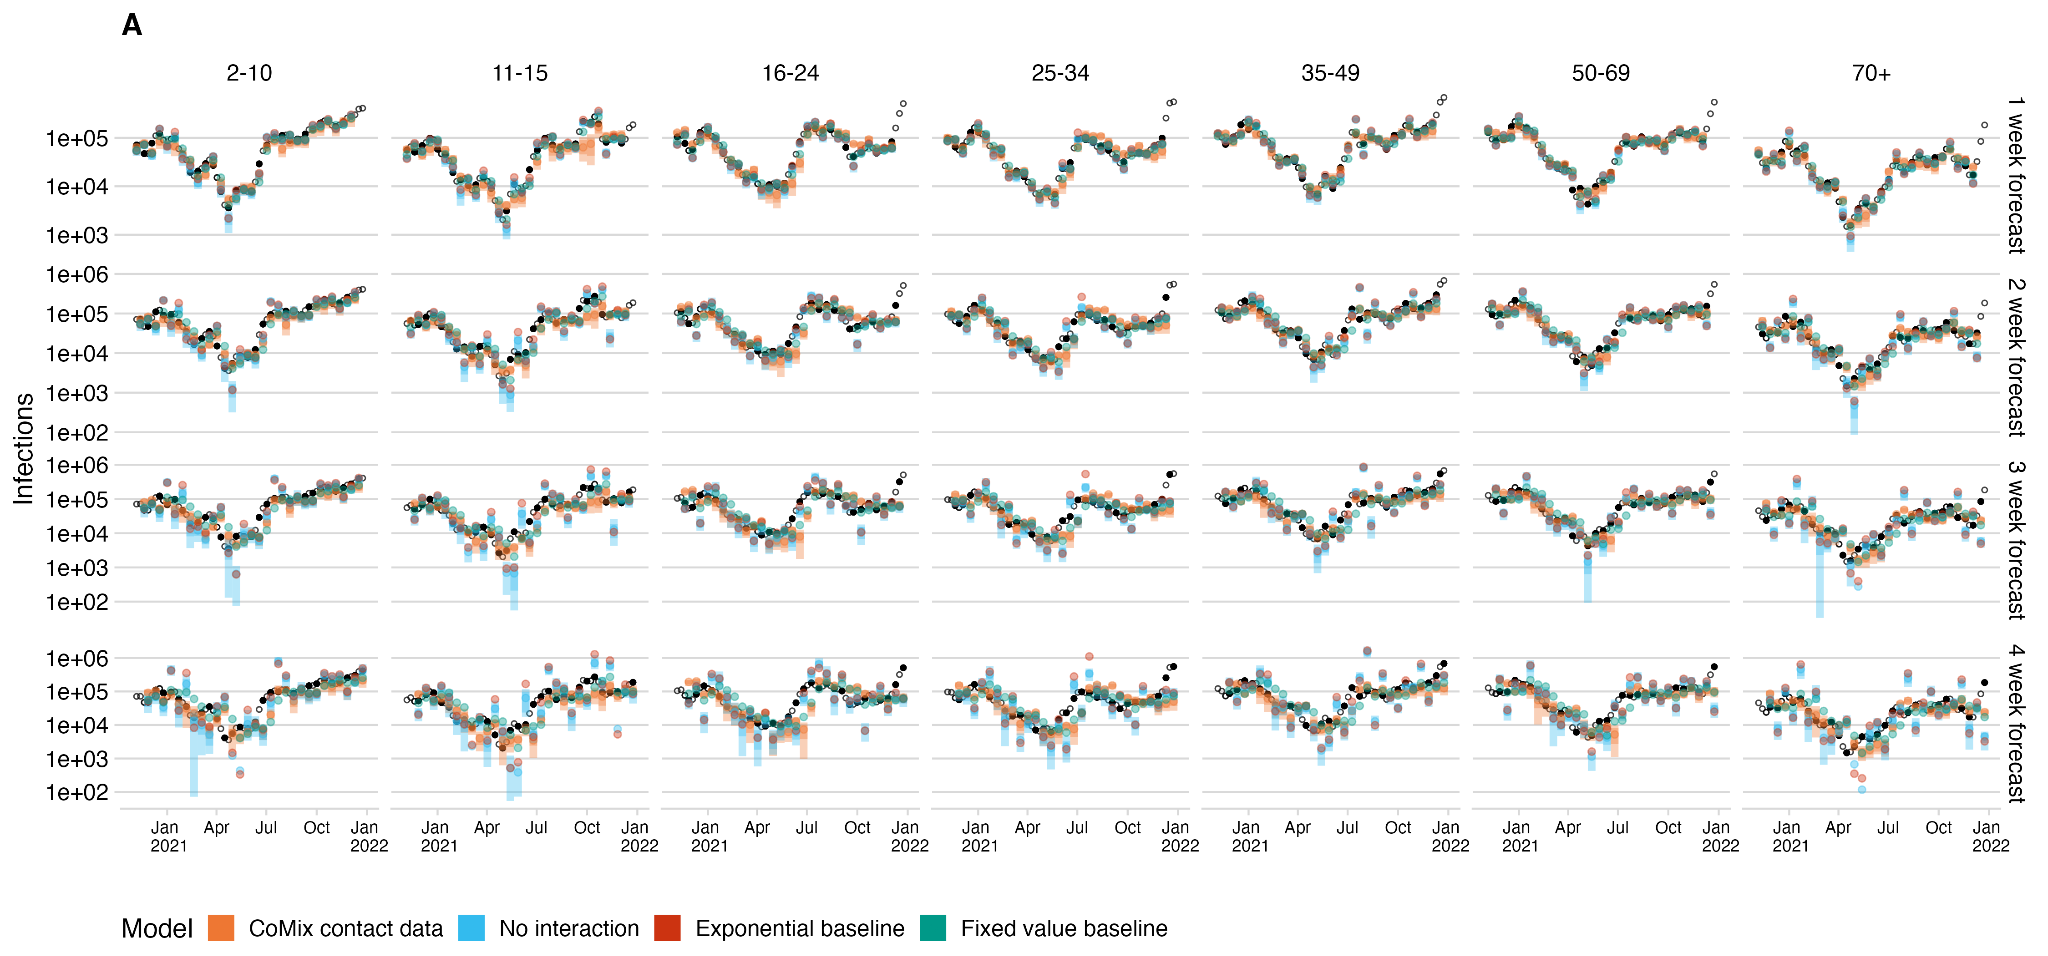 A
2-10 11-15 16-24 25-34 35-49 50-69 70+
Infections
1e+05
1e+04
1e+03
1 week forecast
1e+06
1e+05
1e+04
1e+03
1e+02
2 week forecast
1e+06
1e+05
1e+04
1e+03
1e+02
3 week forecast
1e+06
1e+05
1e+04
1e+03
1e+02
4 week forecast
Jan Apr Jul Oct Jan Jan Apr Jul Oct Jan Jan Apr Jul Oct Jan Jan Apr Jul Oct Jan Jan Apr Jul Oct Jan Jan Apr Jul Oct Jan Jan Apr Jul Oct Jan
2021 2022 2021 2022 2021 2022 2021 2022 2021 2022 2021 2022 2021 2022
Model CoMix contact data No interaction Exponential baseline Fixed value baseline